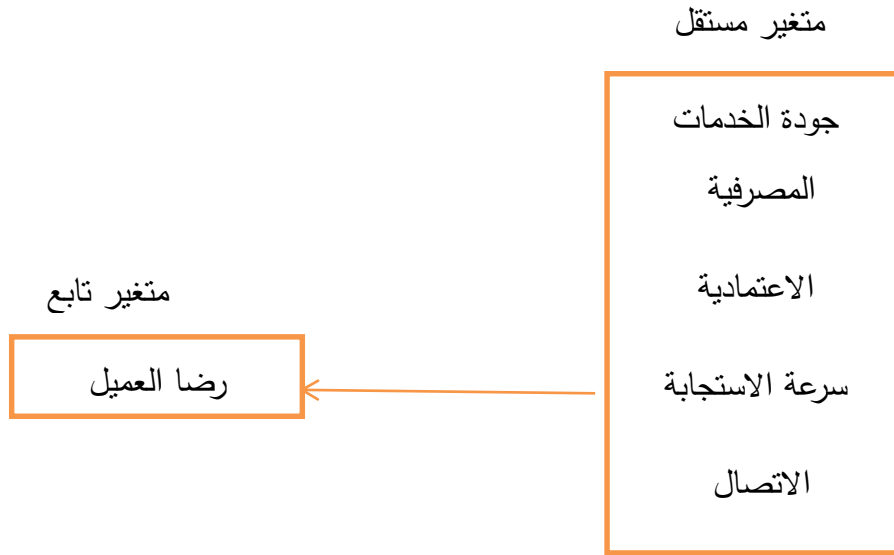 متغير مستقل
جودة الخدمات
المصرفية
الاعتمادية
سرعة الاستجابة
الاتصال
متغير تابع
رضا العميل